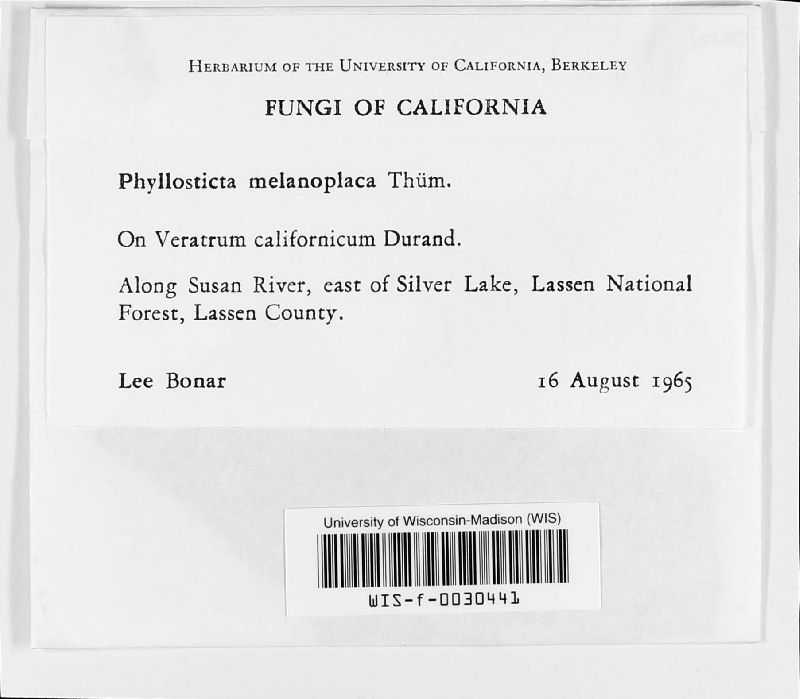 Herbarium of the University of California, Berkeley
FUNGI OF CALIFORNIA
Phyllosticta melanoplaca Thüm.
On Veratrum californicum Durand.
Along Susan River, east of Silver Lake, Lassen National
Forest, Lassen County.
Lee Bonar 16 August 1965
University of Wisconsin-Madison (WIS)
WIS-f-0030441